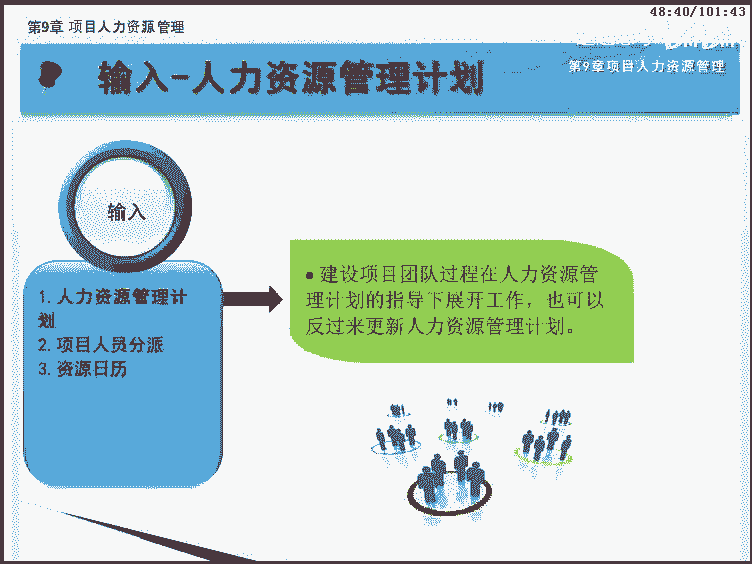 48:40/101:43
第9章 项目人力资源管理
输入-人力资源管理计划
第9章项目人力资源管理
输入
1. 人力资源管理计
划
2. 项目人员分派
3. 资源日历
● 建设项目团队过程在人力资源管
理计划的指导下展开工作，也可以
反过来更新人力资源管理计划。